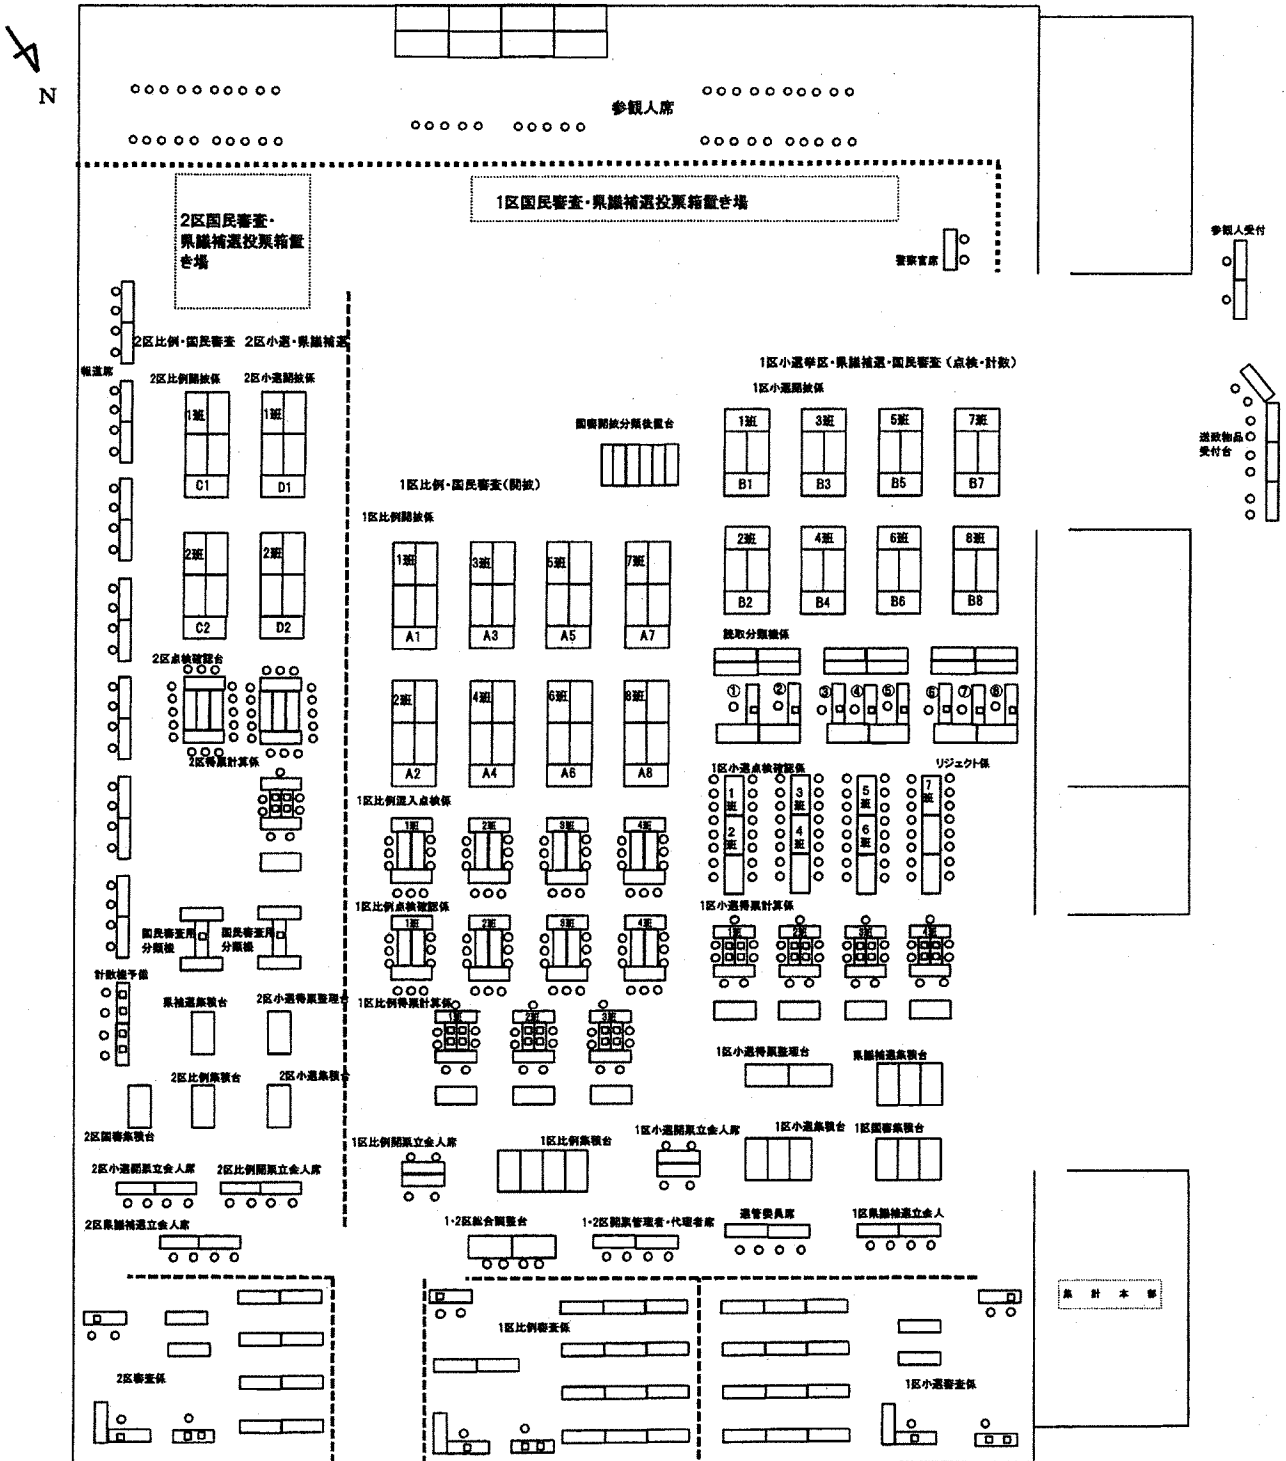 N
参観人席
1区国民審査・県議補選投票箱置き場
2区国民審査・
県議補選投票箱置
き場
警察官席
参観人受付
2区比例・国民審査
2区小選・県議補選
報道席
2区比例開披係
2区小選開披係
1班
1班
C1
D1
2班
2班
C2
D2
1区小選挙区・県議補選・国民審査（点検・計数）
1区小選開披係
1班
3班
5班
7班
B1
B3
B5
B7
2班
4班
6班
8班
B2
B4
B6
B8
送致物品
受付台
国審開披分類後置台
1区比例・国民審査(開披)
1区比例開披係
1班
3班
5班
7班
A1
A3
A5
A7
2班
4班
6班
8班
A2
A4
A6
A8
読取分類機係
①
②
③
④
⑤
⑥
⑦
⑧
2区点検確認台
2区得票計算係
1区小選点検確認係
リジェクト係
1班
2班
3班
4班
5班
6班
7班
1区比例混入点検係
1班
2班
3班
4班
1区比例点検確認係
1班
2班
3班
4班
1区小選得票計算係
1班
2班
3班
4班
国民審査用
分類機
国民審査用
分類機
計数機予備
1区比例得票計算係
1班
2班
3班
県補選集積台
2区小選得票整理台
2区比例集積台
2区小選集積台
2区国審集積台
1区小選得票整理台
県議補選集積台
1区比例開票立会人席
1区比例集積台
1区小選開票立会人席
1区小選集積台
1区国審集積台
2区小選開票立会人席
2区比例開票立会人席
2区県議補選立会人席
1・2区総合調整台
1・2区開票管理者・代理者席
選管委員席
1区県議補選立会人
集計本部
2区審査係
1区比例審査係
1区小選審査係